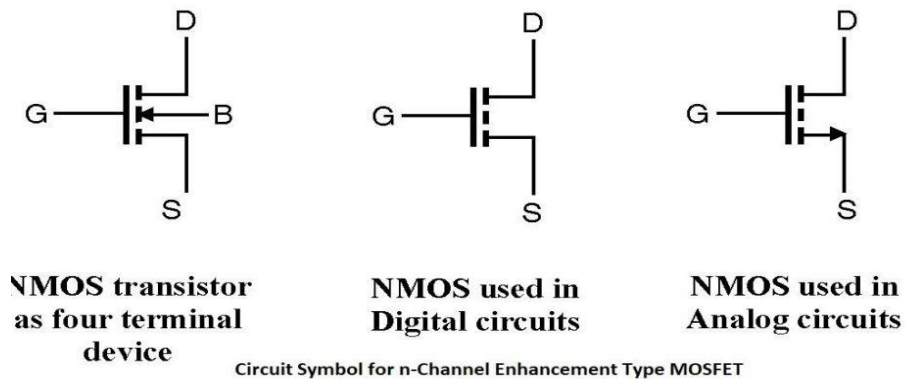 D
G
B
S
NMOS transistor
as four terminal
device
D
G
S
NMOS used in
Digital circuits
D
G
S
NMOS used in
Analog circuits
Circuit Symbol for n-Channel Enhancement Type MOSFET